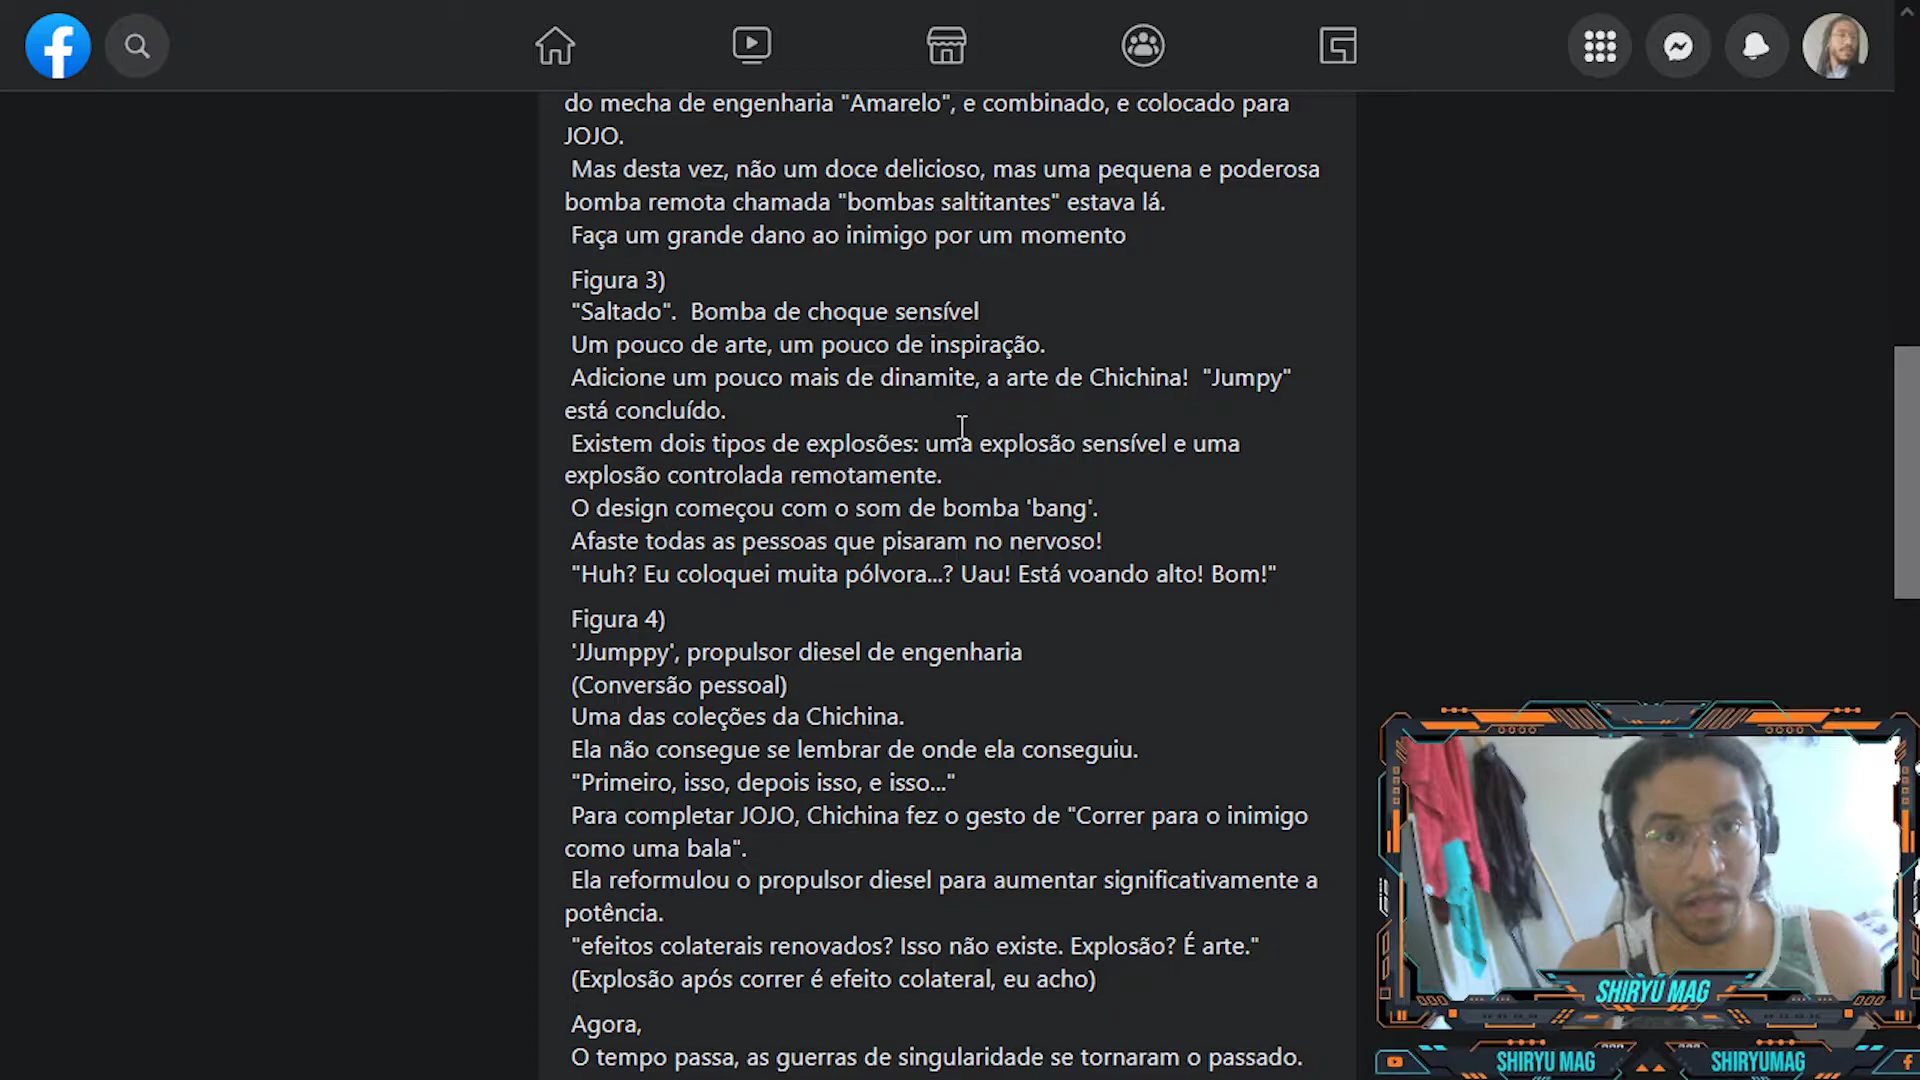 do mecha de engenharia "Amarelo", e combinado, e colocado para
JOJO.
Mas desta vez, não um doce delicioso, mas uma pequena e poderosa
bomba remota chamada "bombas saltitantes" estava lá.
Faça um grande dano ao inimigo por um momento
Figura 3)
"Saltado".  Bomba de choque sensível
Um pouco de arte, um pouco de inspiração.
Adicione um pouco mais de dinamite, a arte de Chichina!  "Jumpy"
está concluído.
Existem dois tipos de explosões: uma explosão sensível e uma
explosão controlada remotamente.
O design começou com o som de bomba 'bang'.
Afaste todas as pessoas que pisaram no nervoso!
"Huh? Eu coloquei muita pólvora...? Uau! Está voando alto! Bom!"
Figura 4)
'JJumppy', propulsor diesel de engenharia
(Conversão pessoal)
Uma das coleções da Chichina.
Ela não consegue se lembrar de onde ela conseguiu.
"Primeiro, isso, depois isso, e isso..."
Para completar JOJO, Chichina fez o gesto de "Correr para o inimigo
como uma bala".
Ela reformulou o propulsor diesel para aumentar significativamente a
potência.
"efeitos colaterais renovados? Isso não existe. Explosão? É arte."
(Explosão após correr é efeito colateral, eu acho)
Agora,
O tempo passa, as guerras de singularidade se tornaram o passado.
SHIRYU MAG
SHIRYU MAG
SHIRYUMAG